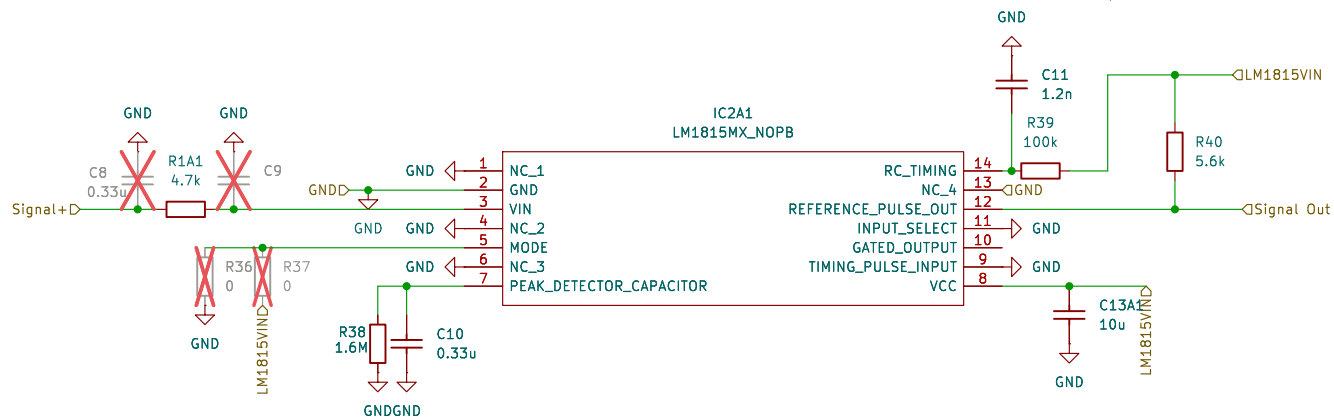 GND
C11
1.2n
LM1815VIN
IC2A1
LM1815MX_NOPB
R39
100k
R40
5.6k
GND
GND
C8
0.33u
R1A1
4.7k
C9
Signal+
GND
GND
GND
GND
GND
1
2
3
4
5
6
7
NC_1
GND
VIN
NC_2
MODE
NC_3
PEAK_DETECTOR_CAPACITOR
RC_TIMING
NC_4
REFERENCE_PULSE_OUT
INPUT_SELECT
GATED_OUTPUT
TIMING_PULSE_INPUT
VCC
14
13
12
11
10
9
8
GND
Signal Out
GND
GND
R36
0
R37
0
GND
LM1815VIN
R38
1.6M
C10
0.33u
GND
GND
C13A1
10u
LM1815VIN
GND